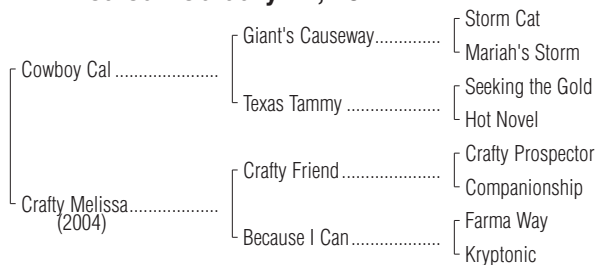 Cowboy Cal
Crafty Melissa
(2004)
Giant's Causeway
Texas Tammy
Crafty Friend
Because I Can
Storm Cat
Mariah's Storm
Seeking the Gold
Hot Novel
Crafty Prospector
Companionship
Farma Way
Kryptonic